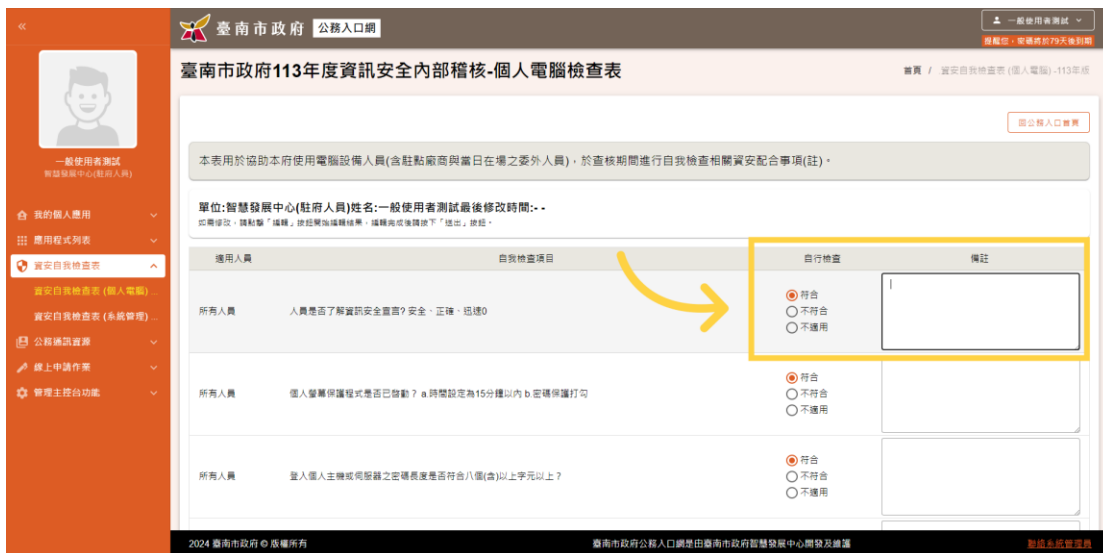 «
臺南市政府 公務入口網
一般使用者測試
提醒您，密碼將於79天後到期
臺南市政府113年度資訊安全內部稽核-個人電腦檢查表
首頁 / 資安自我檢查表 (個人電腦) -113年版
回公務入口首頁
一般使用者測試
智慧發展中心(駐府人員)
我的個人應用
應用程式列表
資安自我檢查表
資安自我檢查表 (個人電腦) ...
資安自我檢查表 (系統管理) ...
公務通訊資源
線上申請作業
管理主控台功能
本表用於協助本府使用電腦設備人員(含駐點廠商與當日在場之委外人員)，於查核期間進行自我檢查相關資安配合事項(註)。
單位:智慧發展中心(駐府人員)姓名:一般使用者測試最後修改時間:- -
如需修改，請點擊「編輯」按鈕開始編輯結果，編輯完成後請按下「送出」按鈕。
適用人員 自我檢查項目 自行檢查 備註
所有人員 人員是否了解資訊安全宣言? 安全、正確、迅速0
符合
不符合
不適用
所有人員 個人螢幕保護程式是否已啟動？ a.時間設定為15分鐘以內 b.密碼保護打勾
符合
不符合
不適用
所有人員 登入個人主機或伺服器之密碼長度是否符合八個(含)以上字元以上？
符合
不符合
不適用
2024 臺南市政府 © 版權所有 臺南市政府公務入口網是由臺南市政府智慧發展中心開發及維護 聯絡系統管理員